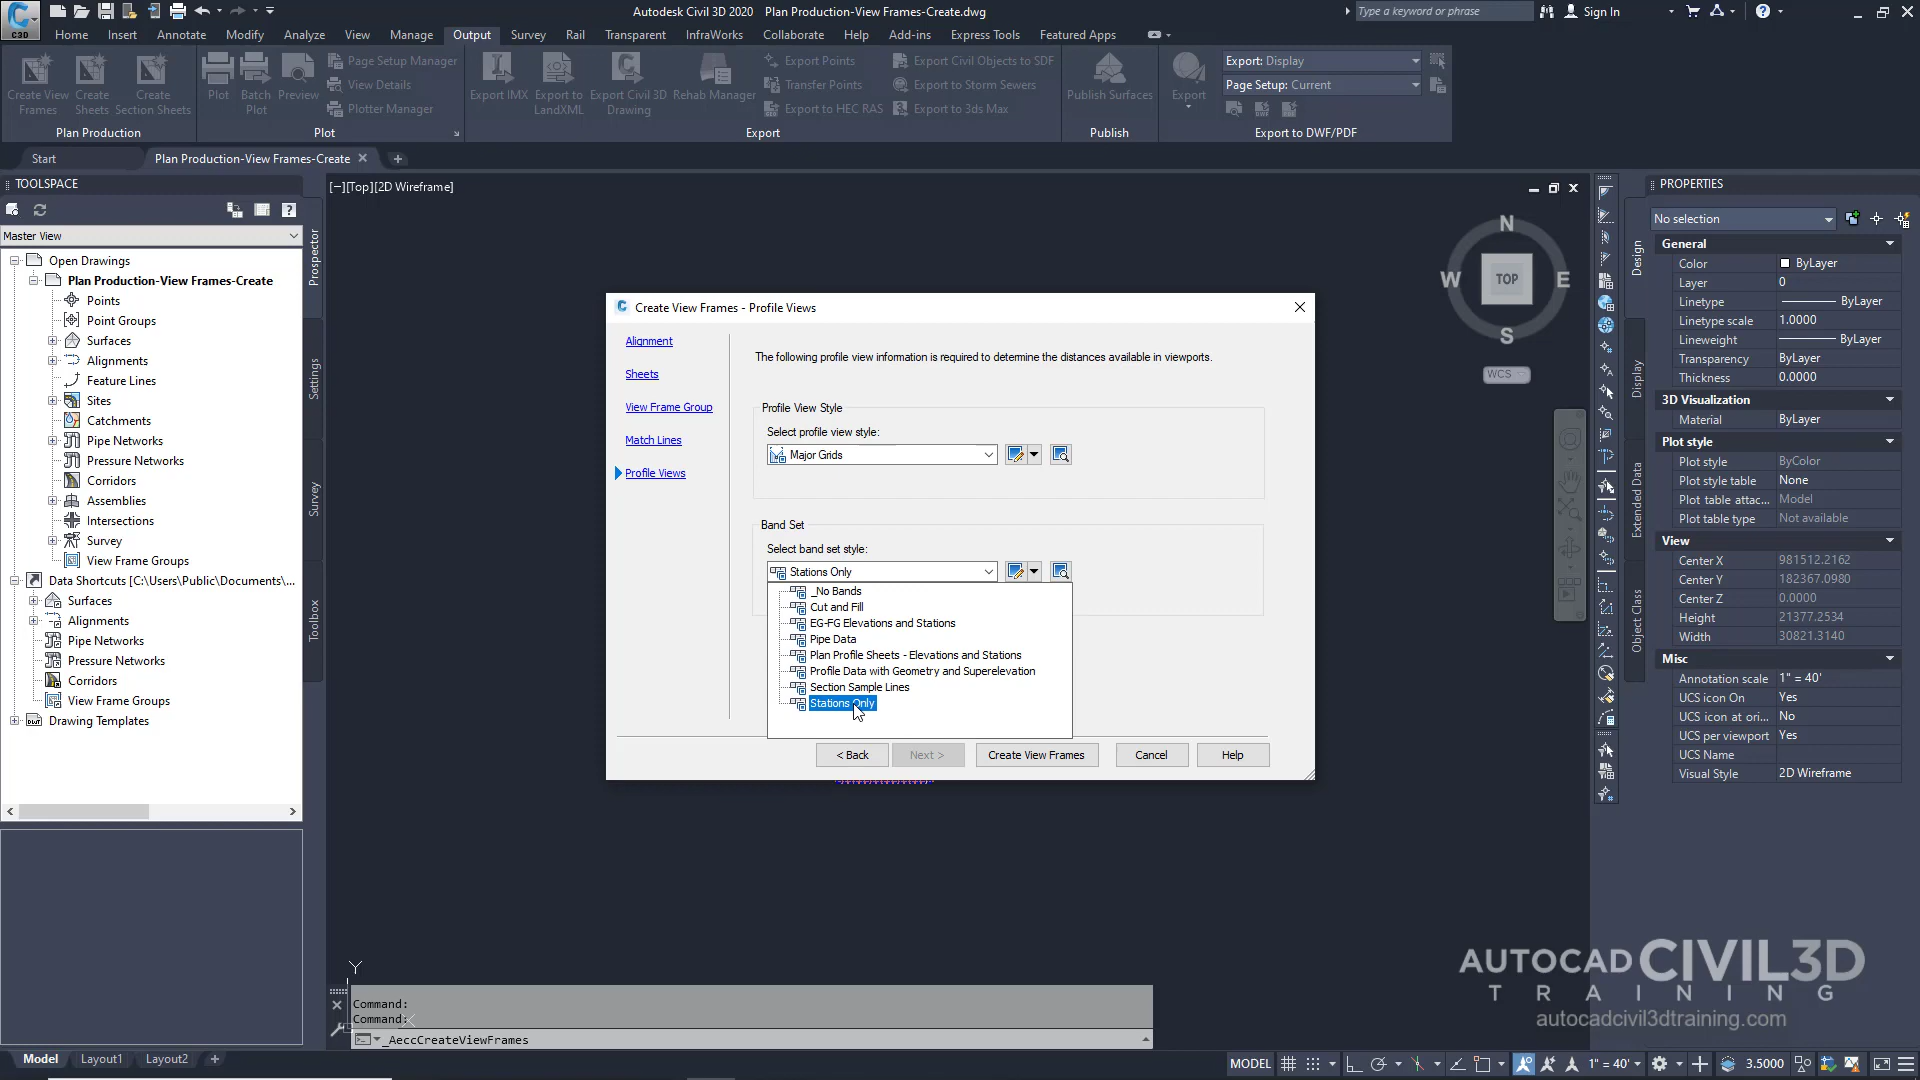 Autodesk Civil 3D 2020 Plan Production-View Frames-Create.dwg
Type a keyword or phrase
Sign In
C3D
Home Insert Annotate Modify Analyze View Manage Output Survey Rail Transparent InfraWorks Collaborate Help Add-ins Express Tools Featured Apps
Create View Frames
Create Sheets
Create Section Sheets
Plan Production
Plot
Batch Plot
Preview
Page Setup Manager
View Details
Plotter Manager
Plot
Export IMX
Export to LandXML
Export Civil 3D Drawing
Rehab Manager
Export Points
Transfer Points
Export to HEC RAS
Export Civil Objects to SDF
Export to Storm Sewers
Export to 3ds Max
Export
Publish Surfaces
Publish
Export
Export: Display
Page Setup: Current
Export to DWF/PDF
Start
Plan Production-View Frames-Create
TOOLSPACE
Master View
Open Drawings
Plan Production-View Frames-Create
Points
Point Groups
Surfaces
Alignments
Feature Lines
Sites
Catchments
Pipe Networks
Pressure Networks
Corridors
Assemblies
Intersections
Survey
View Frame Groups
Data Shortcuts [C:\Users\Public\Documents\...
Surfaces
Alignments
Pipe Networks
Pressure Networks
Corridors
View Frame Groups
Drawing Templates
Prospector
Settings
Survey
Toolbox
[−][Top][2D Wireframe]
N
W
TOP
E
S
WCS
Create View Frames - Profile Views
Alignment
Sheets
View Frame Group
Match Lines
Profile Views
The following profile view information is required to determine the distances available in viewports.
Profile View Style
Select profile view style:
Major Grids
Band Set
Select band set style:
Stations Only
_No Bands
Cut and Fill
EG-FG Elevations and Stations
Pipe Data
Plan Profile Sheets - Elevations and Stations
Profile Data with Geometry and Superelevation
Section Sample Lines
Stations Only
< Back
Next >
Create View Frames
Cancel
Help
PROPERTIES
No selection
Design
Display
Extended Data
Object Class
General
Color ByLayer
Layer 0
Linetype ByLayer
Linetype scale 1.0000
Lineweight ByLayer
Transparency ByLayer
Thickness 0.0000
3D Visualization
Material ByLayer
Plot style
Plot style ByColor
Plot style table None
Plot table attac... Model
Plot table type Not available
View
Center X 981512.2162
Center Y 182367.0980
Center Z 0.0000
Height 21377.2534
Width 30821.3140
Misc
Annotation scale 1" = 40'
UCS icon On Yes
UCS icon at ori... No
UCS per viewport Yes
UCS Name
Visual Style 2D Wireframe
Y
X
Command:
Command:
_AeccCreateViewFrames
AUTOCAD CIVIL3D
TRAINING
autocadcivil3dtraining.com
Model Layout1 Layout2
MODEL
1" = 40'
3.5000